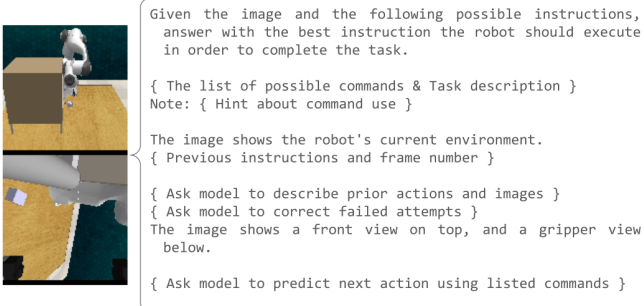 Given the image and the following possible instructions,
answer with the best instruction the robot should execute
in order to complete the task.
{ The list of possible commands & Task description }
Note: { Hint about command use }
The image shows the robot's current environment.
{ Previous instructions and frame number }
{ Ask model to describe prior actions and images }
{ Ask model to correct failed attempts }
The image shows a front view on top, and a gripper view
below.
{ Ask model to predict next action using listed commands }